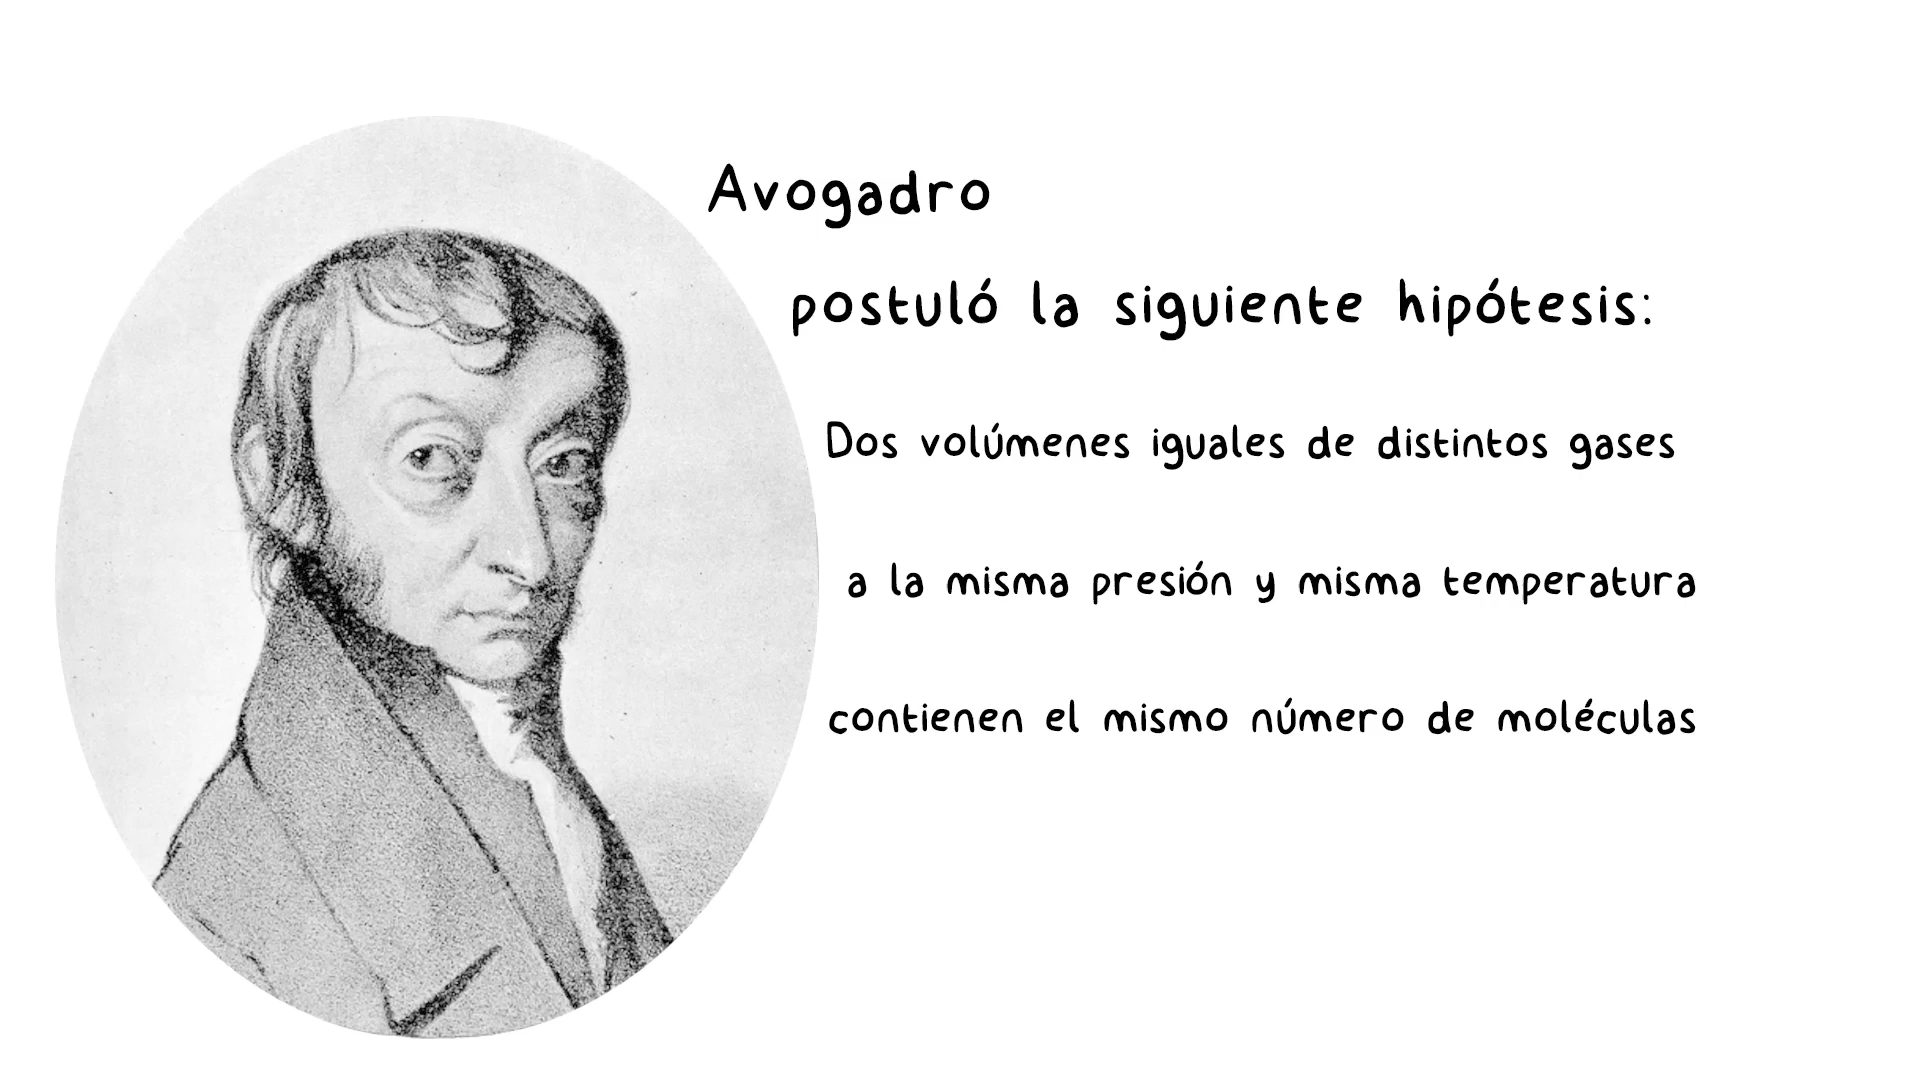 Avogadro
postuló la siguiente hipótesis:
Dos volúmenes iguales de distintos gases
a la misma presión y misma temperatura
contienen el mismo número de moléculas